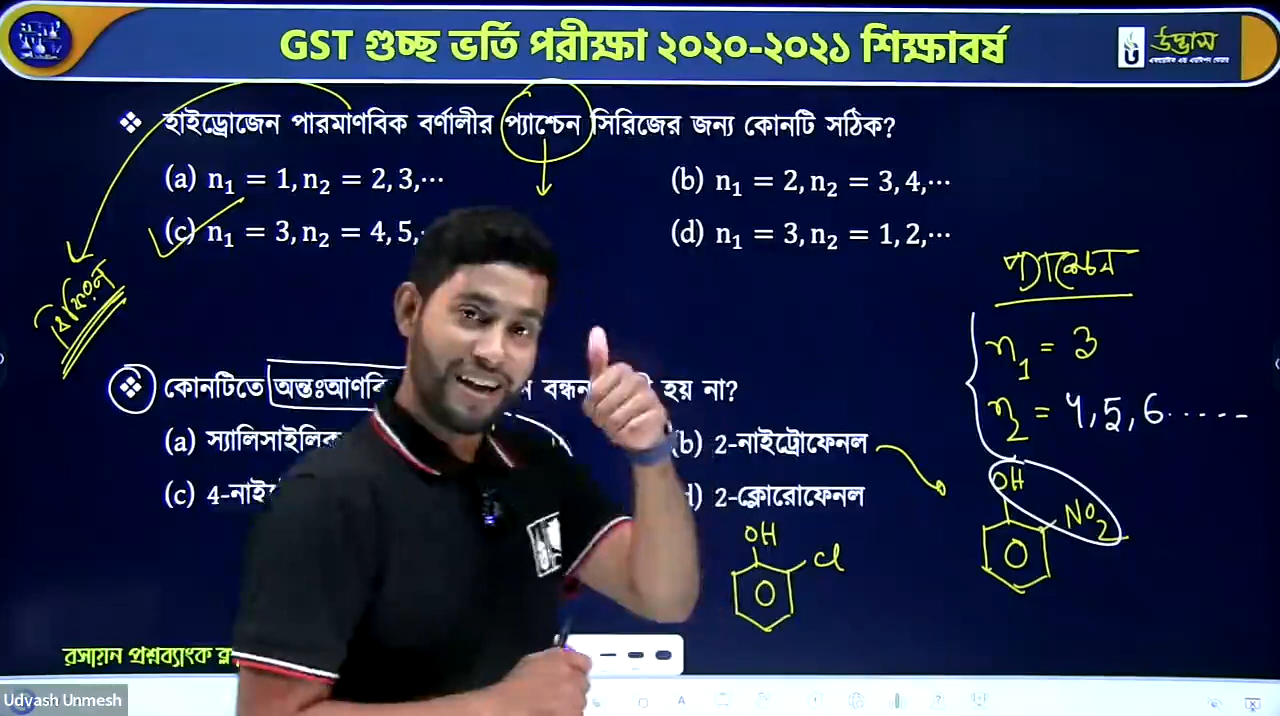 GST গুচ্ছ ভর্তি পরীক্ষা ২০২০-২০২১ শিক্ষাবর্ষ
উদ্ভাস
❖ হাইড্রোজেন পারমাণবিক বর্ণালীর প্যাশ্চেন সিরিজের জন্য কোনটি সঠিক?
(a) n₁ = 1, n₂ = 2,3,⋯
(b) n₁ = 2, n₂ = 3,4,⋯
(c) n₁ = 3, n₂ = 4,5,
(d) n₁ = 3, n₂ = 1,2,⋯
বিকিরণ
প্যাশ্চেন
n₁ = 3
n₂ = 4,5,6.....
❖ কোনটিতে অন্তঃআণবি ন বন্ধন হয় না?
(a) স্যালিসাইলিক
(b) 2-নাইট্রোফেনল
(c) 4-নাইট্রে
d) 2-ক্লোরোফেনল
OH
NO₂
OH
Cl
রসায়ন প্রশ্নব্যাংক ক্ল
Udvash Unmesh